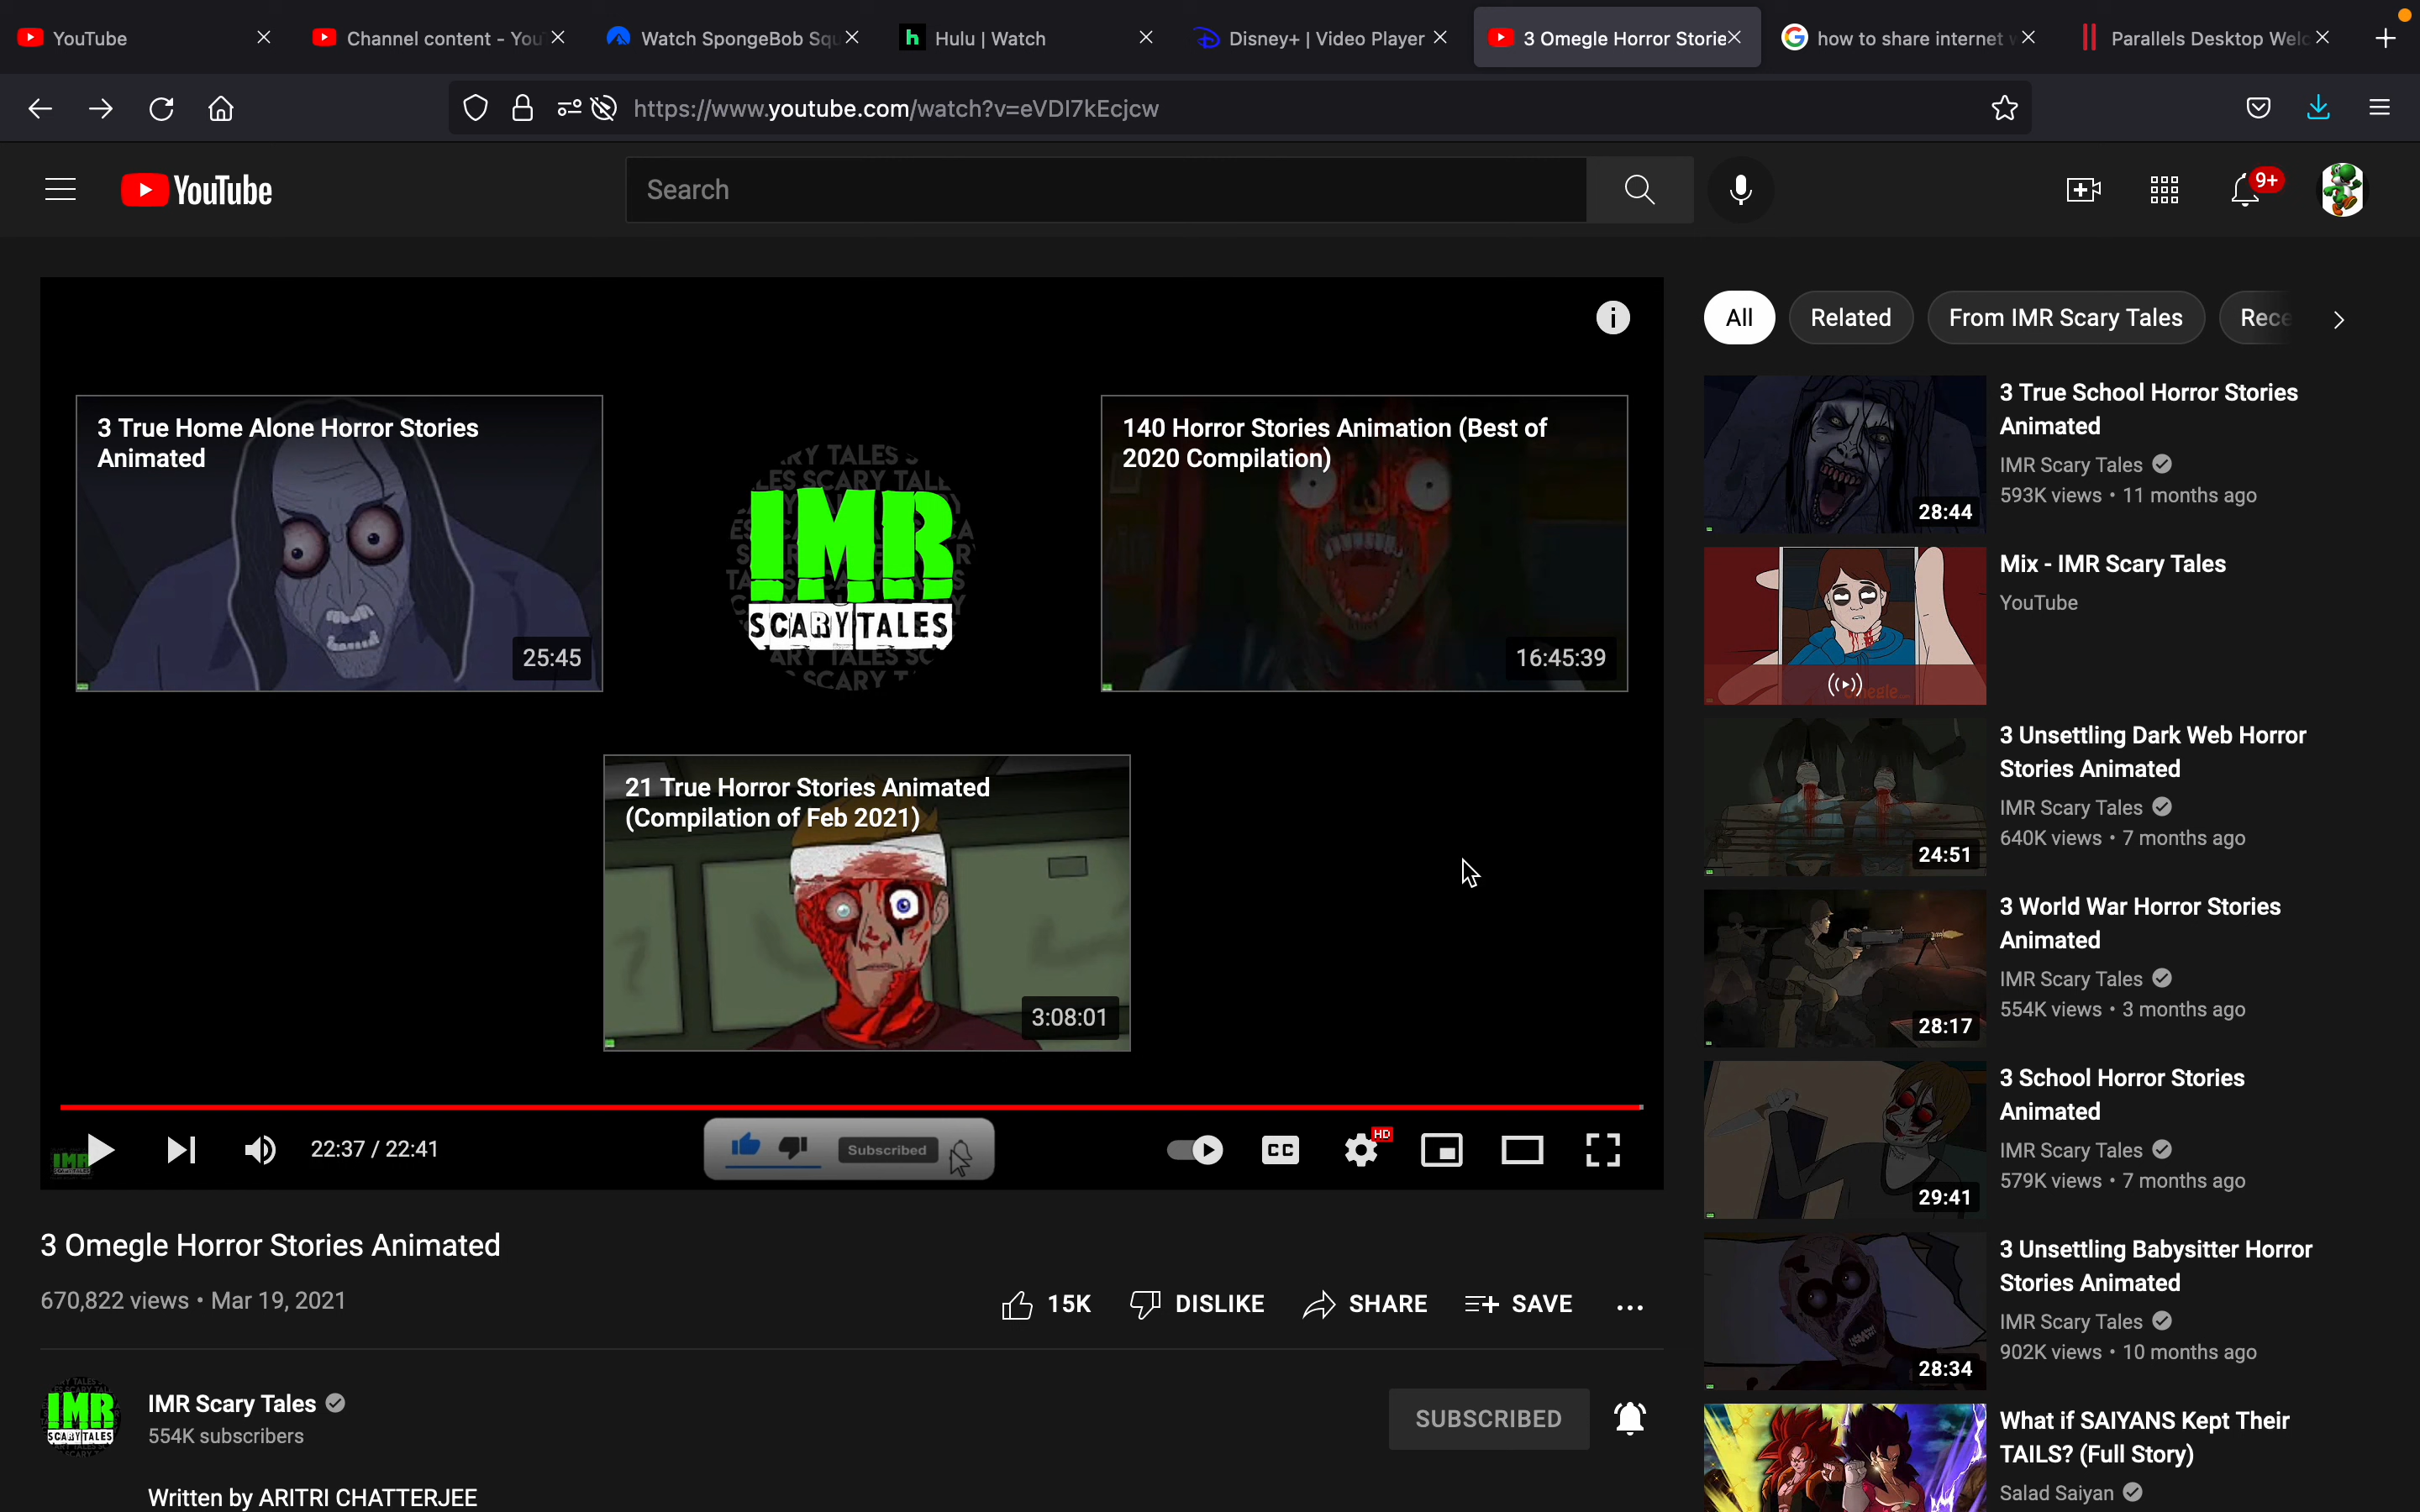 YouTube
Channel content - You
Watch SpongeBob Squ
Hulu | Watch
Disney+ | Video Player
3 Omegle Horror Storie
how to share internet
Parallels Desktop Welc
https://www.youtube.com/watch?v=eVDI7kEcjcw
YouTube
Search
9+
All
Related
From IMR Scary Tales
Rece
3 True Home Alone Horror Stories
Animated
25:45
IMR
SCARY TALES
140 Horror Stories Animation (Best of
2020 Compilation)
16:45:39
21 True Horror Stories Animated
(Compilation of Feb 2021)
3:08:01
22:37 / 22:41
Subscribed
CC
HD
3 Omegle Horror Stories Animated
670,822 views • Mar 19, 2021
15K
DISLIKE
SHARE
SAVE
IMR
SCARY TALES
IMR Scary Tales
554K subscribers
SUBSCRIBED
Written by ARITRI CHATTERJEE
3 True School Horror Stories
Animated
IMR Scary Tales
593K views • 11 months ago
28:44
Mix - IMR Scary Tales
YouTube
omegle
3 Unsettling Dark Web Horror
Stories Animated
IMR Scary Tales
640K views • 7 months ago
24:51
3 World War Horror Stories
Animated
IMR Scary Tales
554K views • 3 months ago
28:17
3 School Horror Stories
Animated
IMR Scary Tales
579K views • 7 months ago
29:41
3 Unsettling Babysitter Horror
Stories Animated
IMR Scary Tales
902K views • 10 months ago
28:34
What if SAIYANS Kept Their
TAILS? (Full Story)
Salad Saiyan